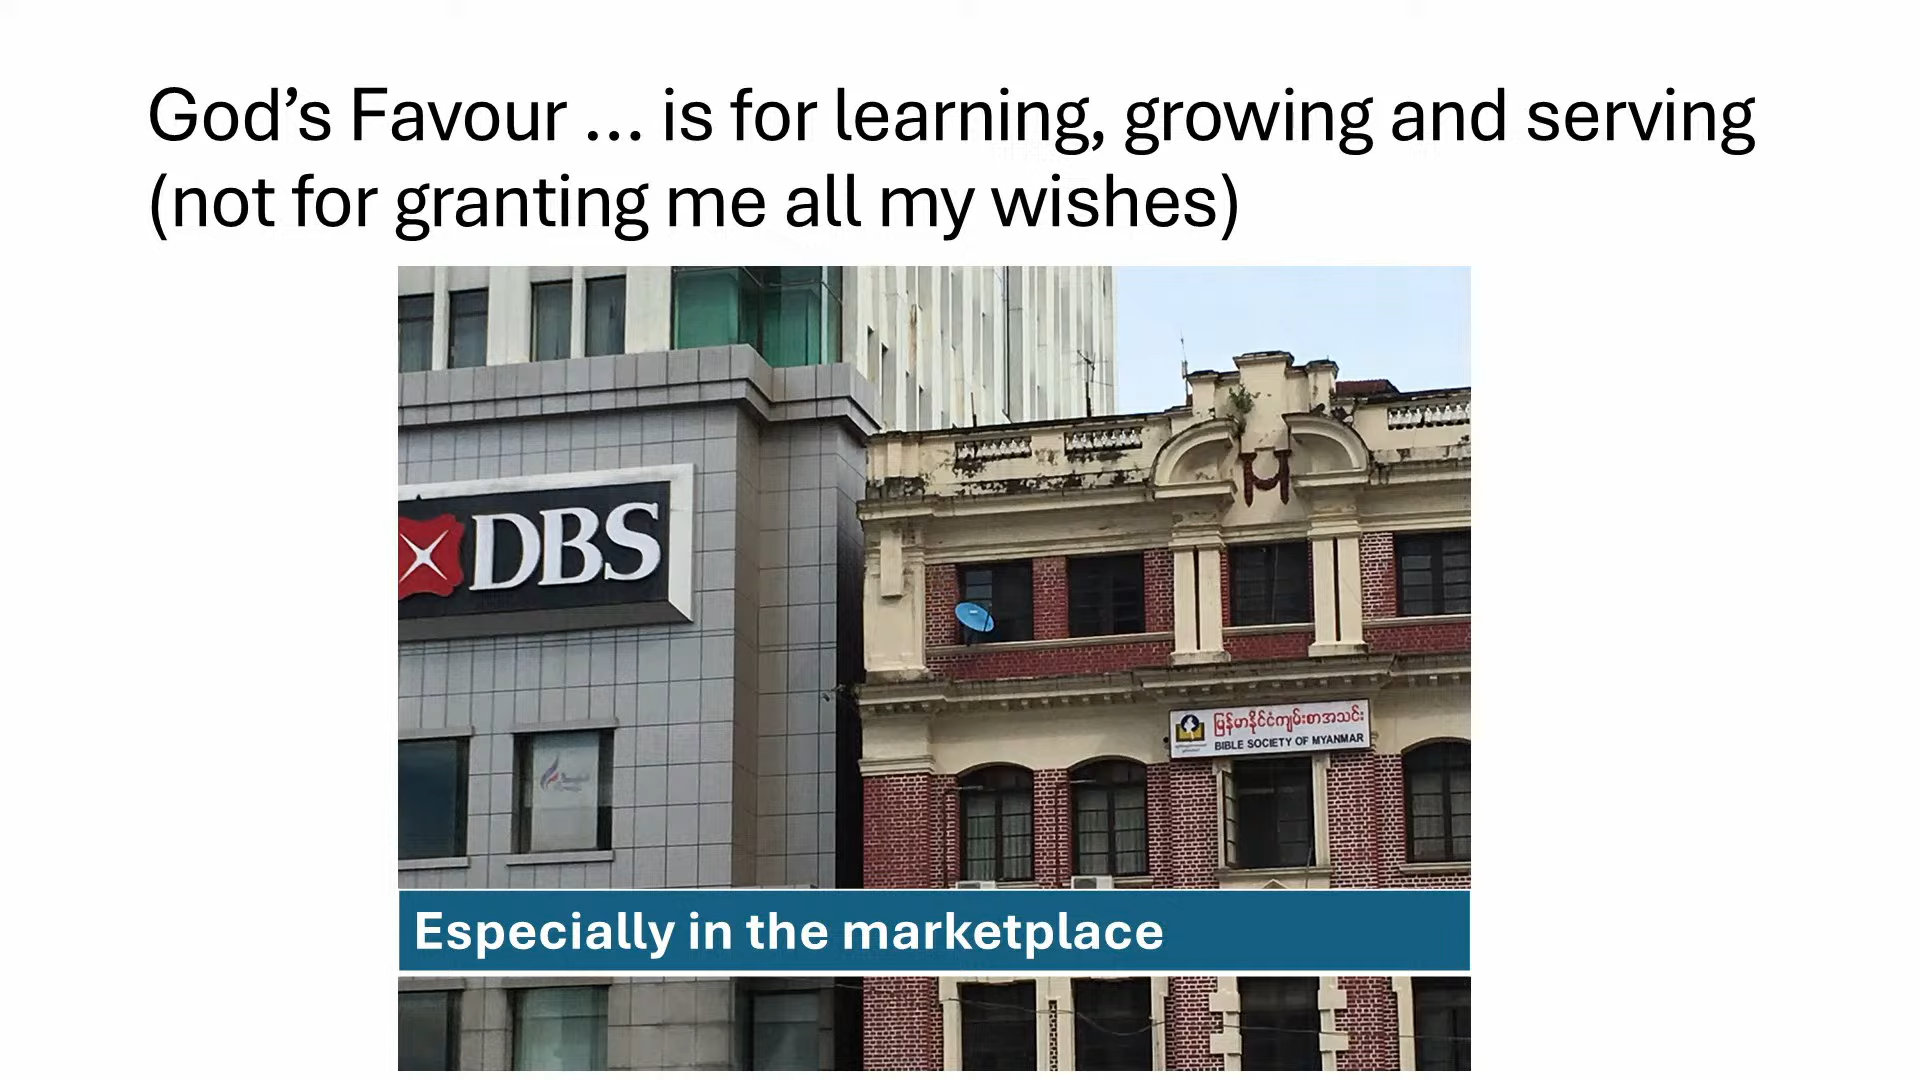 God’s Favour ... is for learning, growing and serving
(not for granting me all my wishes)
DBS
မြန်မာနိုင်ငံကျမ်းစာအသင်း
BIBLE SOCIETY OF MYANMAR
Especially in the marketplace